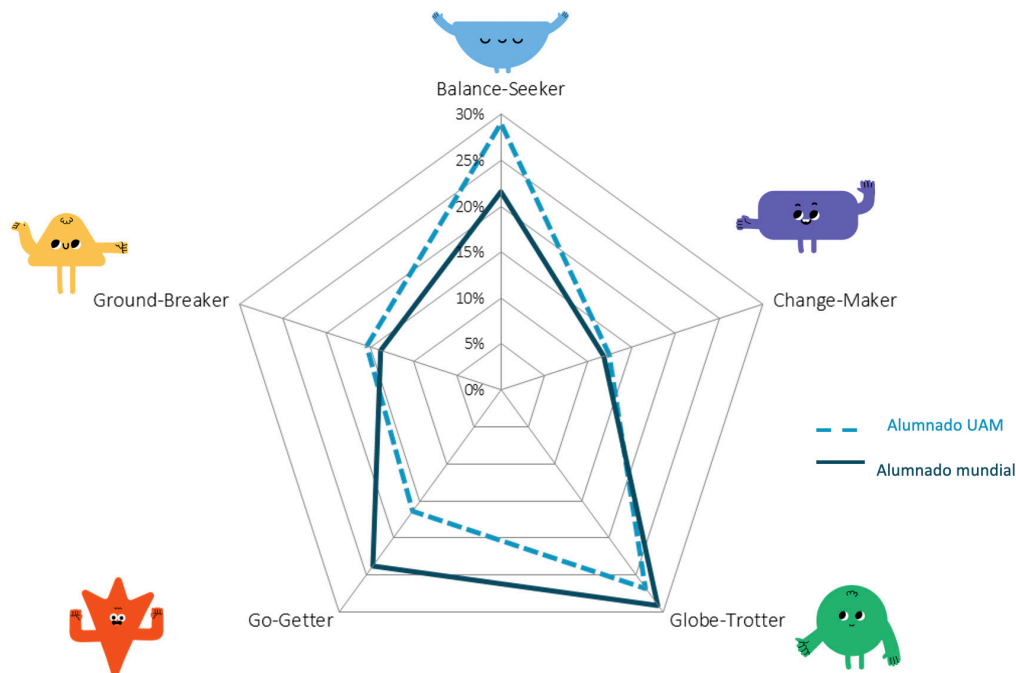 Balance-Seeker
30%
25%
20%
15%
10%
5%
0%
Ground-Breaker
Change-Maker
Alumnado UAM
Alumnado mundial
Go-Getter
Globe-Trotter